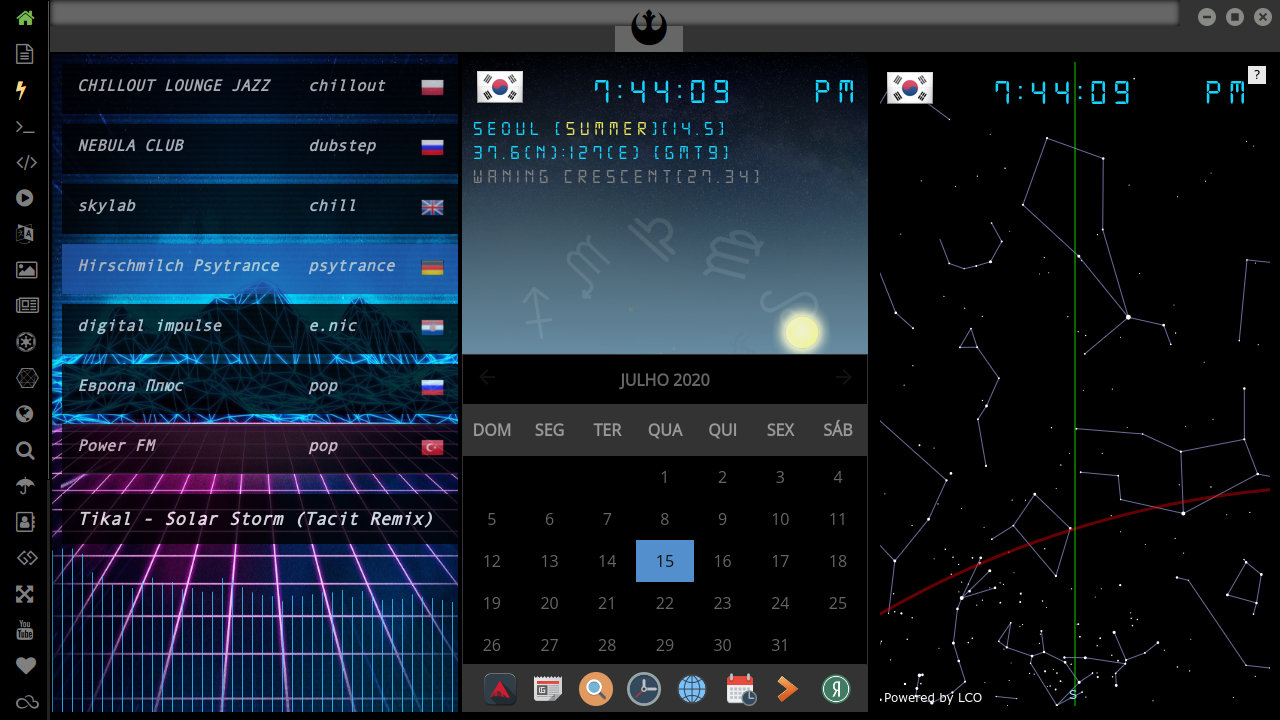 CHILLOUT LOUNGE JAZZ chillout
NEBULA CLUB dubstep
skylab chill
Hirschmilch Psytrance psytrance
digital impulse e.nic
Европа Плюс pop
Power FM pop
Tikal - Solar Storm (Tacit Remix)
7:44:09 PM
SEOUL [SUMMER][14.5]
37.6(N):127(E) [GMT9]
WANING CRESCENT[27.34]
JULHO 2020
DOM SEG TER QUA QUI SEX SÁB
1 2 3 4
5 6 7 8 9 10 11
12 13 14 15 16 17 18
19 20 21 22 23 24 25
26 27 28 29 30 31
7:44:09 PM
?
S
Powered by LCO
You
Tube
Я